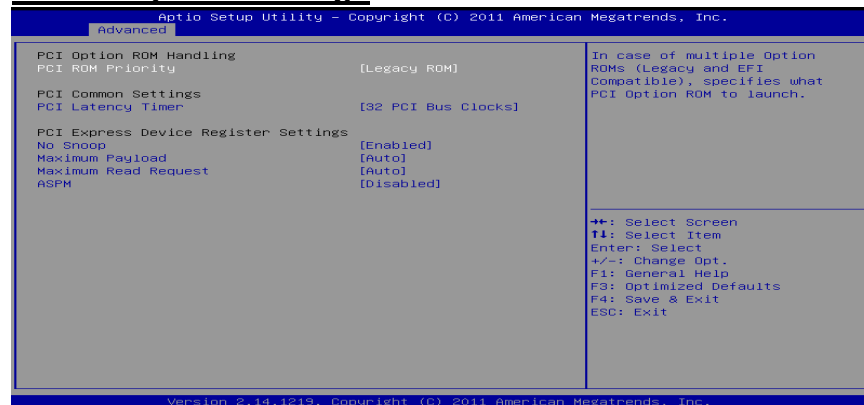 Aptio Setup Utility – Copyright (C) 2011 American Megatrends, Inc.
Advanced
PCI Option ROM Handling
PCI ROM Priority [Legacy ROM]
PCI Common Settings
PCI Latency Timer [32 PCI Bus Clocks]
PCI Express Device Register Settings
No Snoop [Enabled]
Maximum Payload [Auto]
Maximum Read Request [Auto]
ASPM [Disabled]
In case of multiple Option
ROMs (Legacy and EFI
Compatible), specifies what
PCI Option ROM to launch.
→←: Select Screen
↑↓: Select Item
Enter: Select
+/-: Change Opt.
F1: General Help
F3: Optimized Defaults
F4: Save & Exit
ESC: Exit
Version 2.14.1219. Copyright (C) 2011 American Megatrends, Inc.